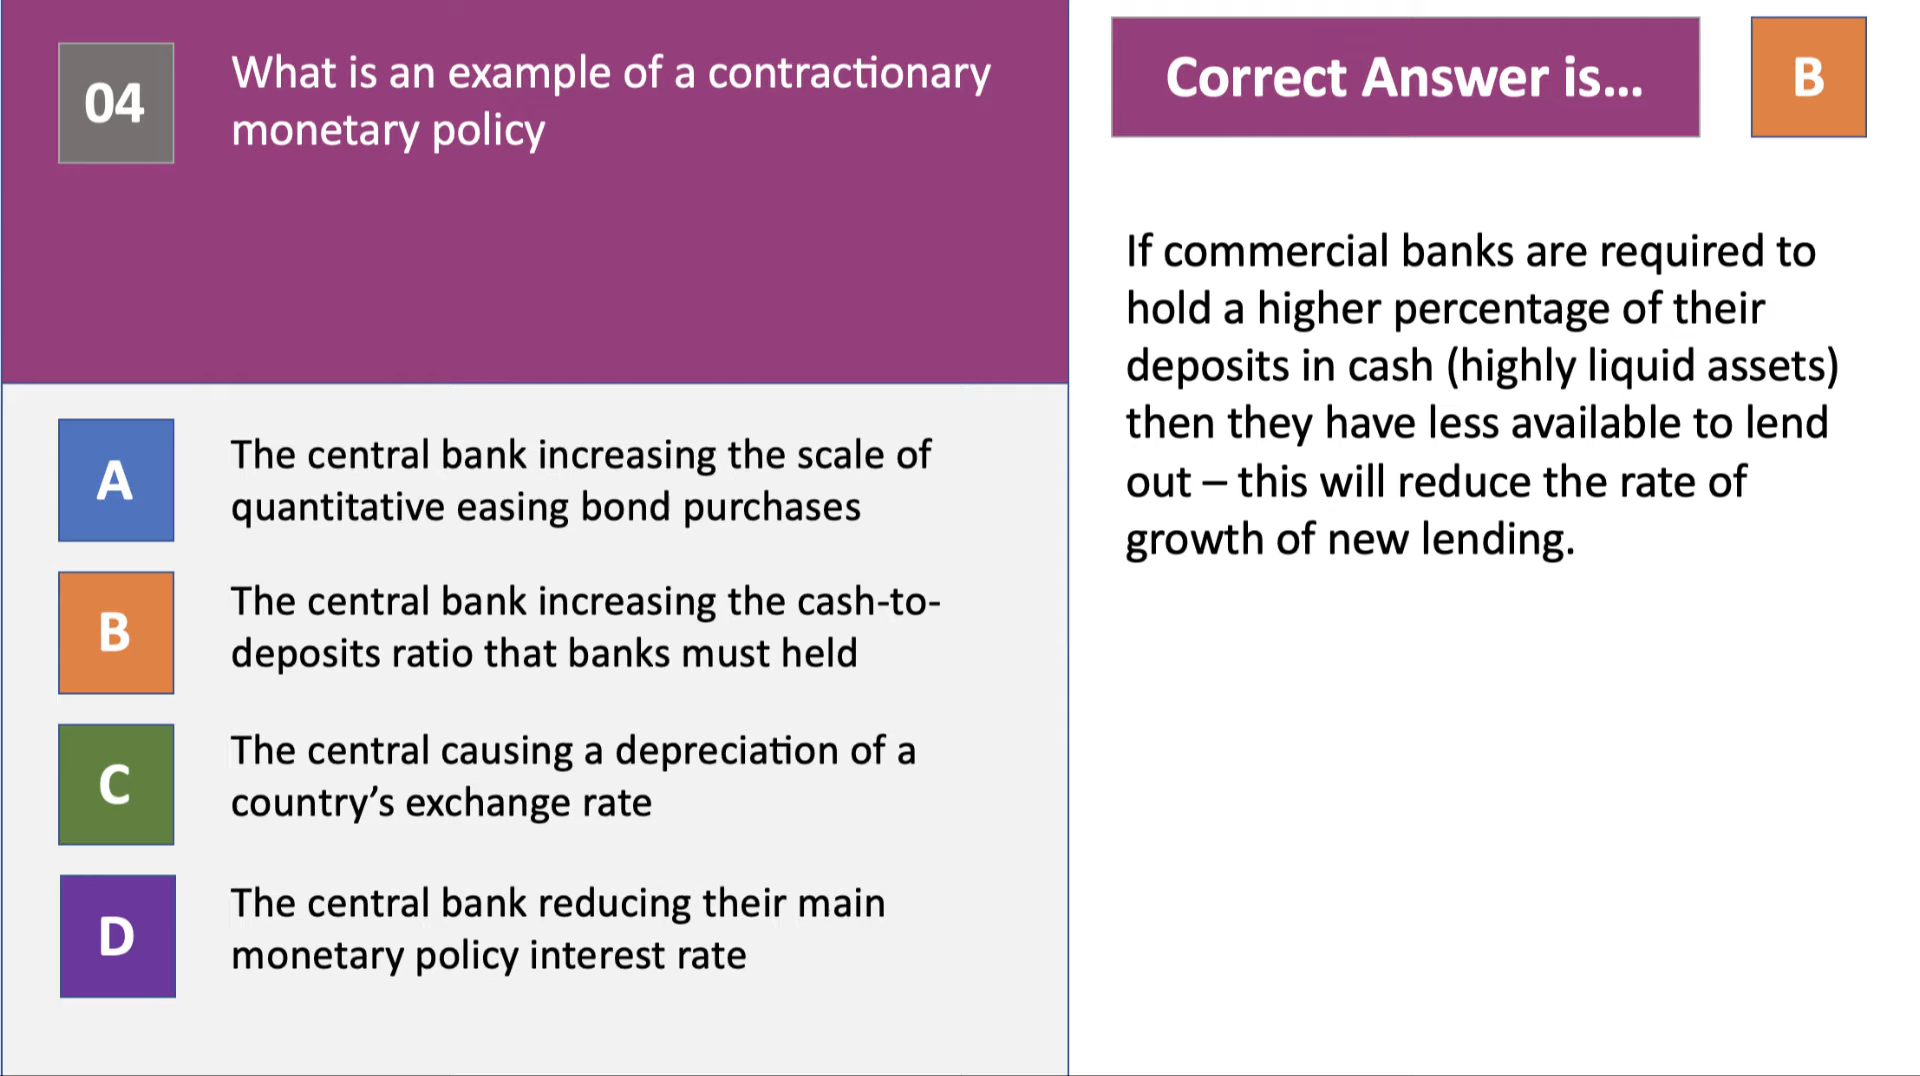 04
What is an example of a contractionary
monetary policy
A
The central bank increasing the scale of
quantitative easing bond purchases
B
The central bank increasing the cash-to-
deposits ratio that banks must held
C
The central causing a depreciation of a
country’s exchange rate
D
The central bank reducing their main
monetary policy interest rate
Correct Answer is...
B
If commercial banks are required to
hold a higher percentage of their
deposits in cash (highly liquid assets)
then they have less available to lend
out – this will reduce the rate of
growth of new lending.